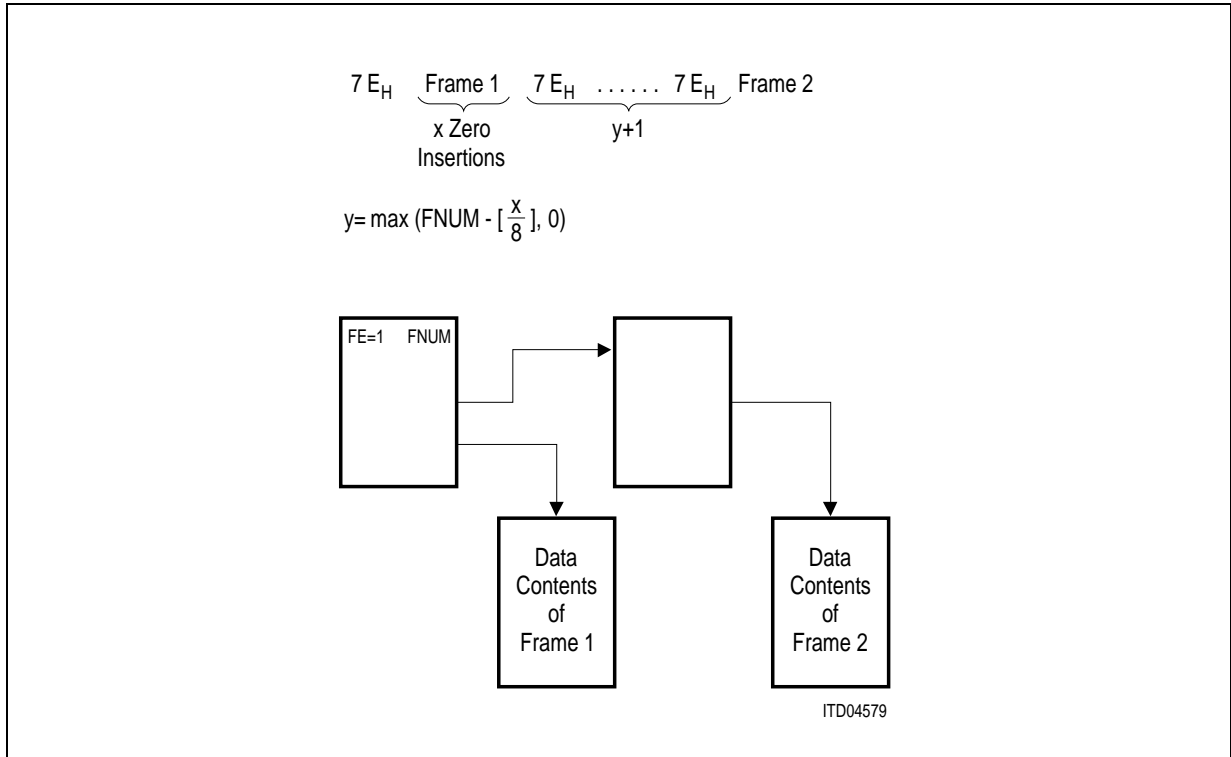 7 E_H Frame 1 7 E_H . . . . . . 7 E_H Frame 2
x Zero y+1
Insertions
y= max (FNUM - [ x/8 ], 0)
FE=1 FNUM
Data
Contents
of
Frame 1
Data
Contents
of
Frame 2
ITD04579